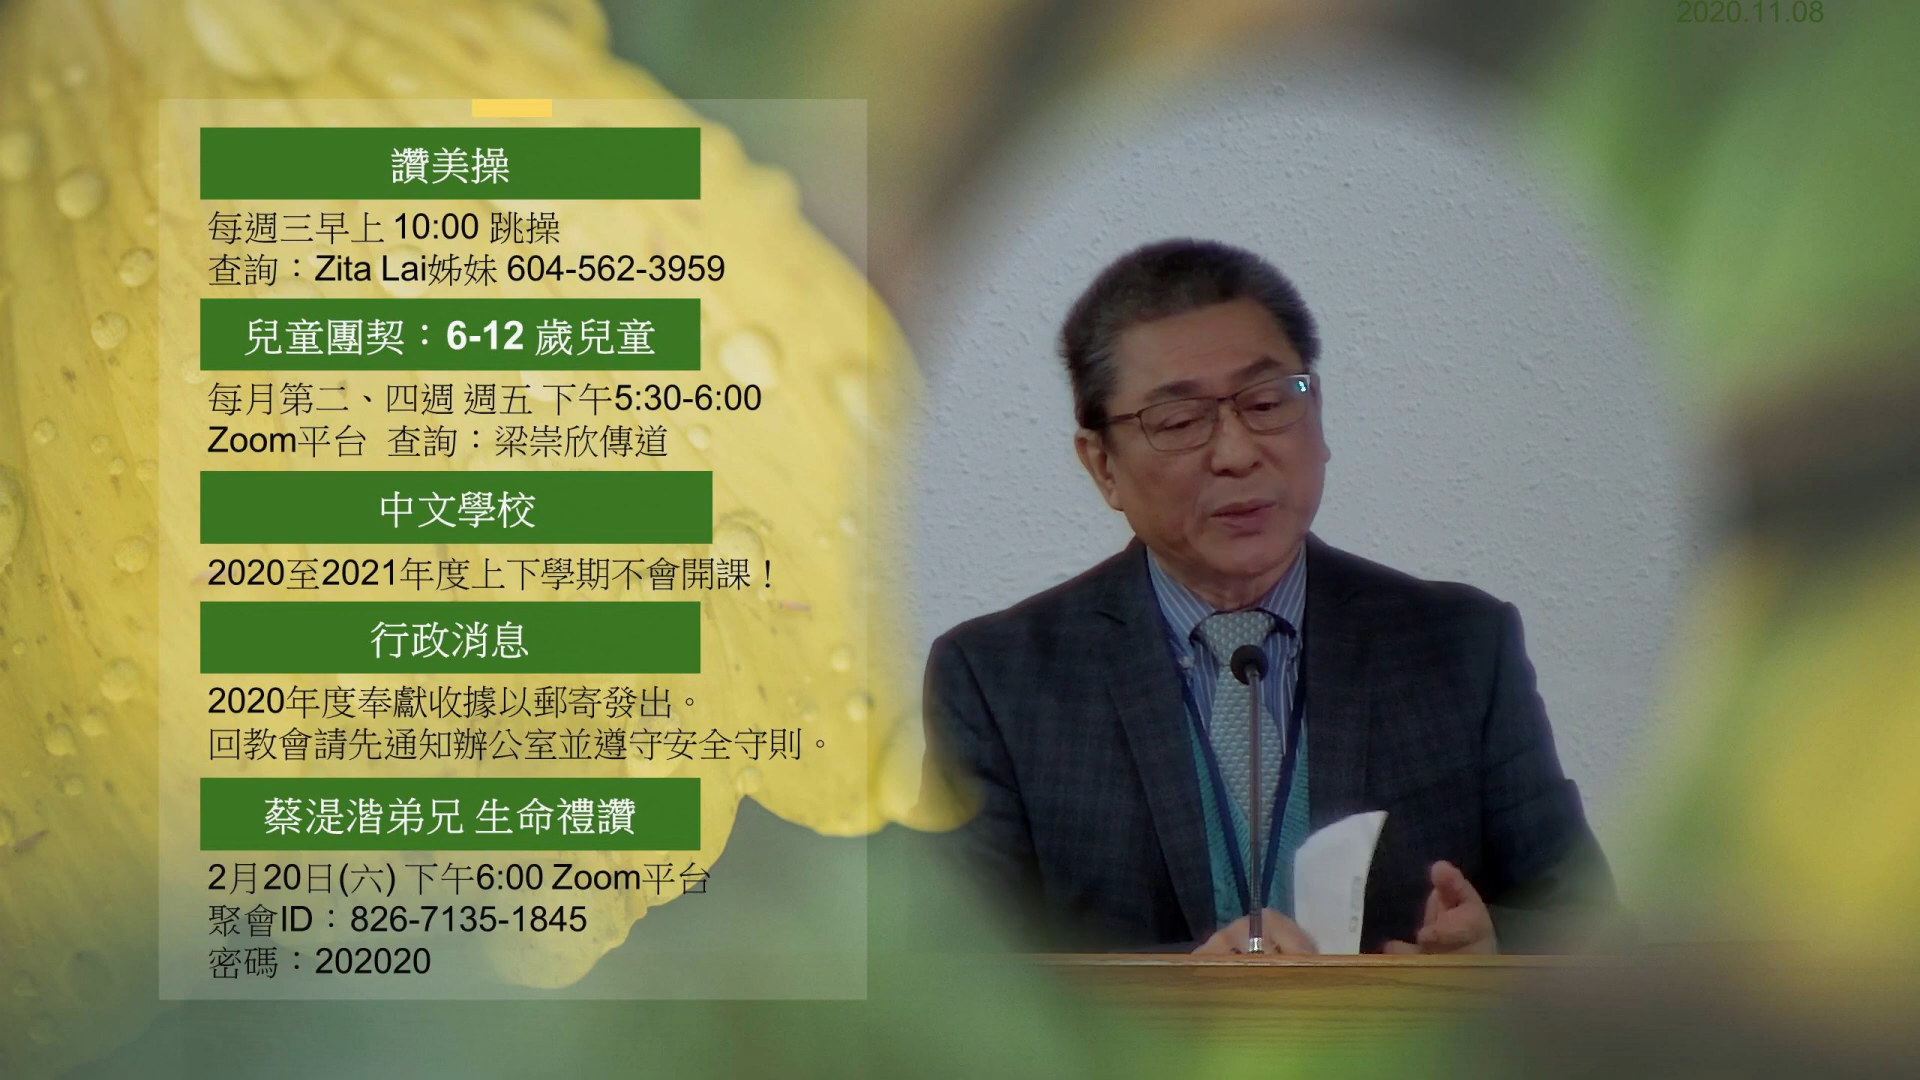 2020.11.08
讚美操
每週三早上 10:00 跳操
查詢：Zita Lai姊妹 604-562-3959
兒童團契：6-12 歲兒童
每月第二、四週 週五 下午5:30-6:00
Zoom平台 查詢：梁崇欣傳道
中文學校
2020至2021年度上下學期不會開課！
行政消息
2020年度奉獻收據以郵寄發出。
回教會請先通知辦公室並遵守安全守則。
蔡湜湝弟兄 生命禮讚
2月20日(六) 下午6:00 Zoom平台
聚會ID：826-7135-1845
密碼：202020